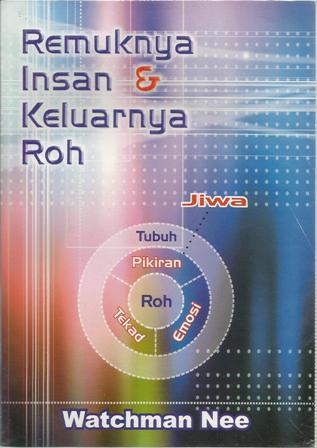 Remuknya
Insan &
Keluarnya
Roh
Jiwa
Tubuh
Pikiran
Roh
Tekad
Emosi
Watchman Nee